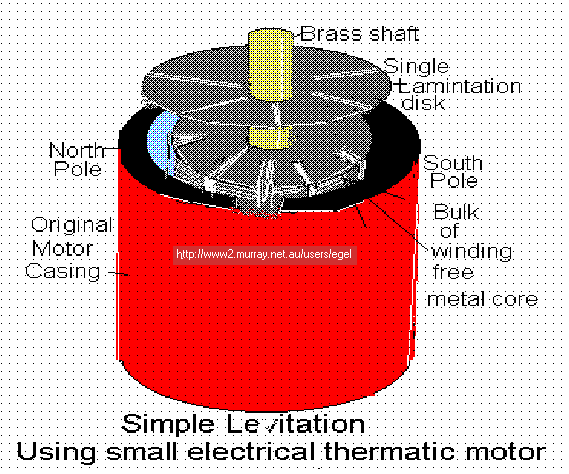 Brass shaft
Single
Lamintation
disk
North
Pole
South
Pole
Original
Motor
Casing
Bulk
of
winding
free
metal core
http://www2.murray.net.au/users/egel
Simple Levitation
Using small electrical thermatic motor